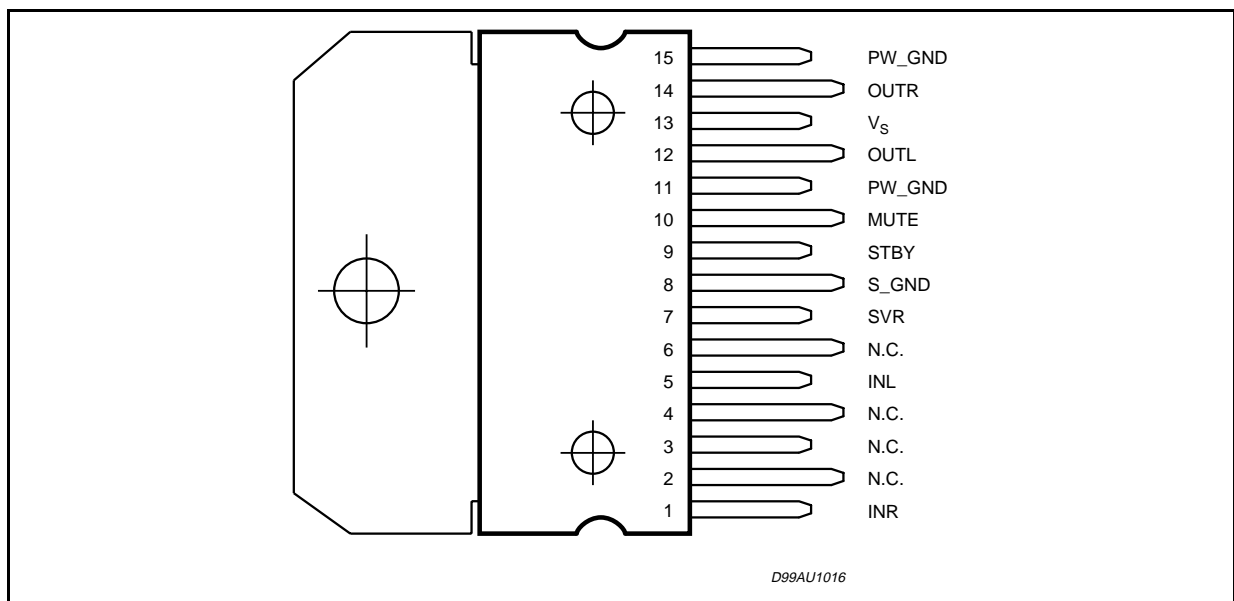 15 PW_GND
14 OUTR
13 VS
12 OUTL
11 PW_GND
10 MUTE
9 STBY
8 S_GND
7 SVR
6 N.C.
5 INL
4 N.C.
3 N.C.
2 N.C.
1 INR
D99AU1016